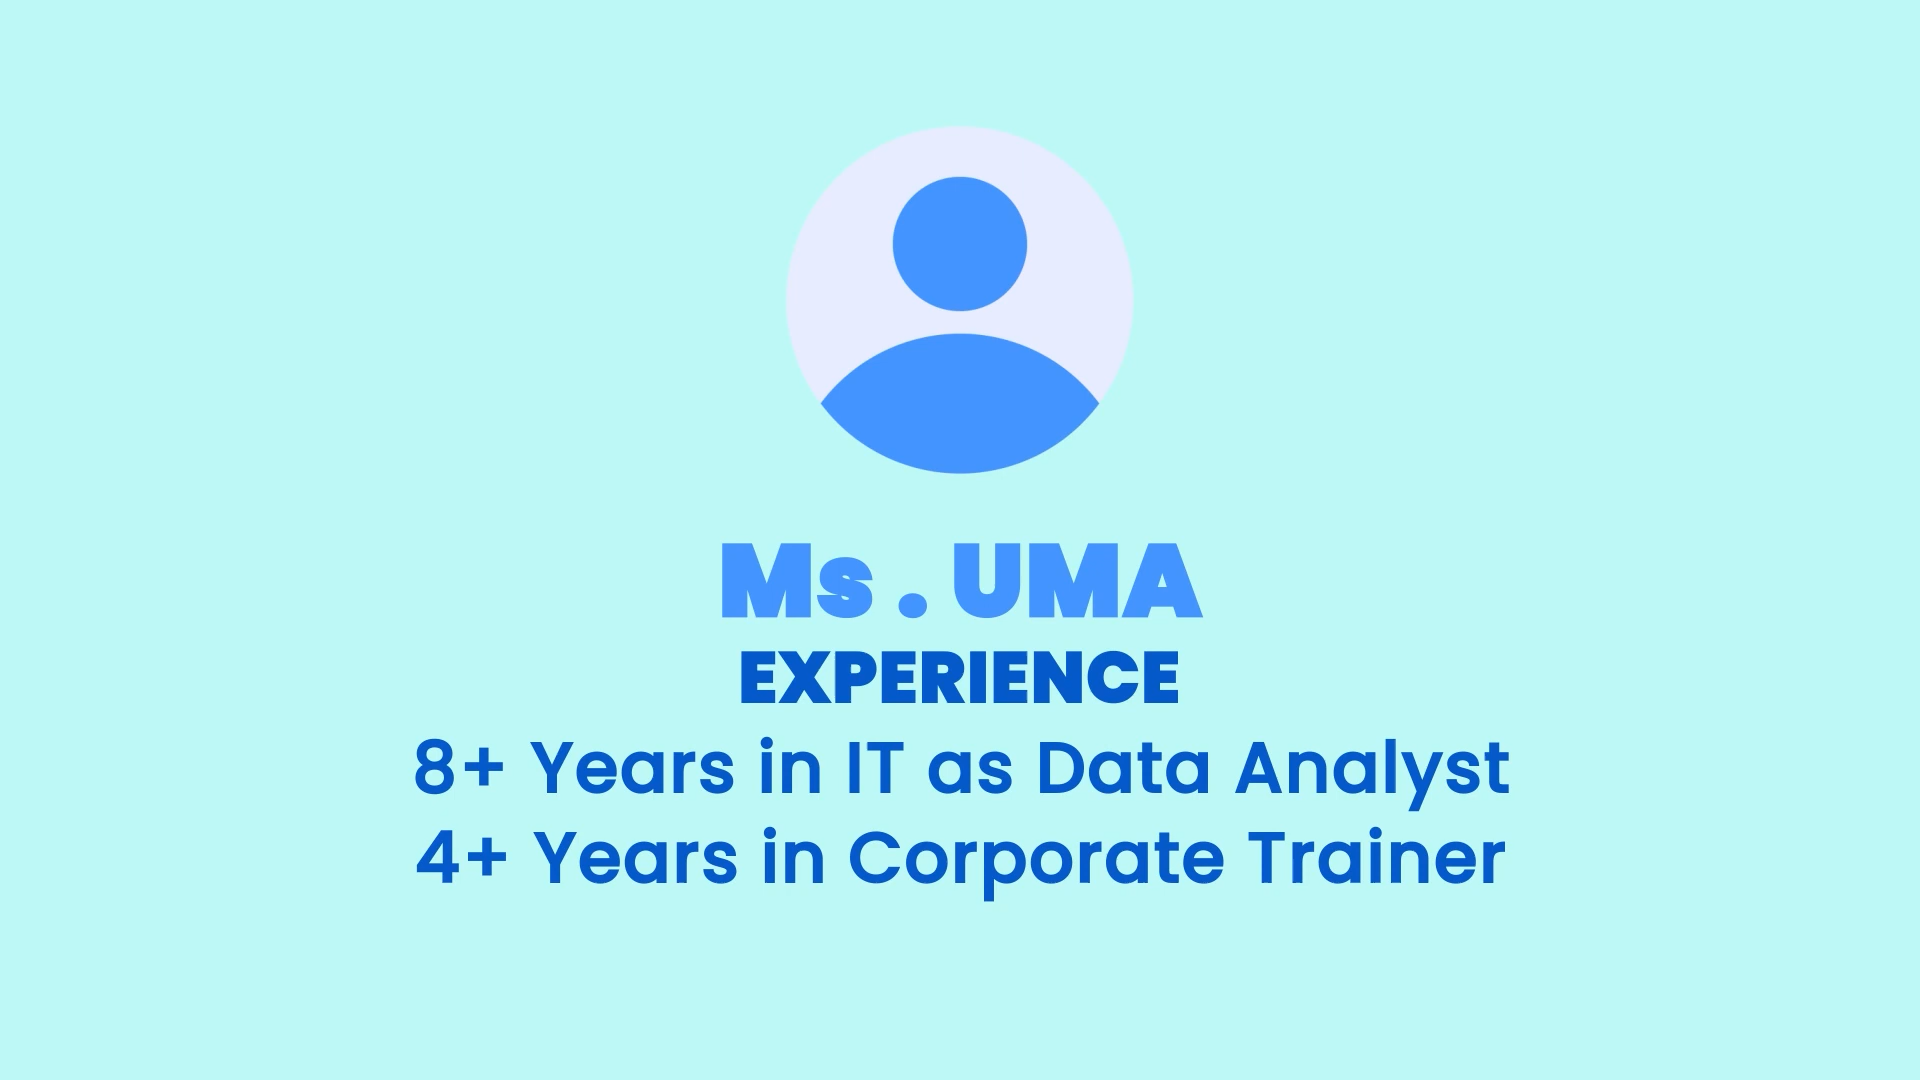 Ms . UMA
EXPERIENCE
8+ Years in IT as Data Analyst
4+ Years in Corporate Trainer